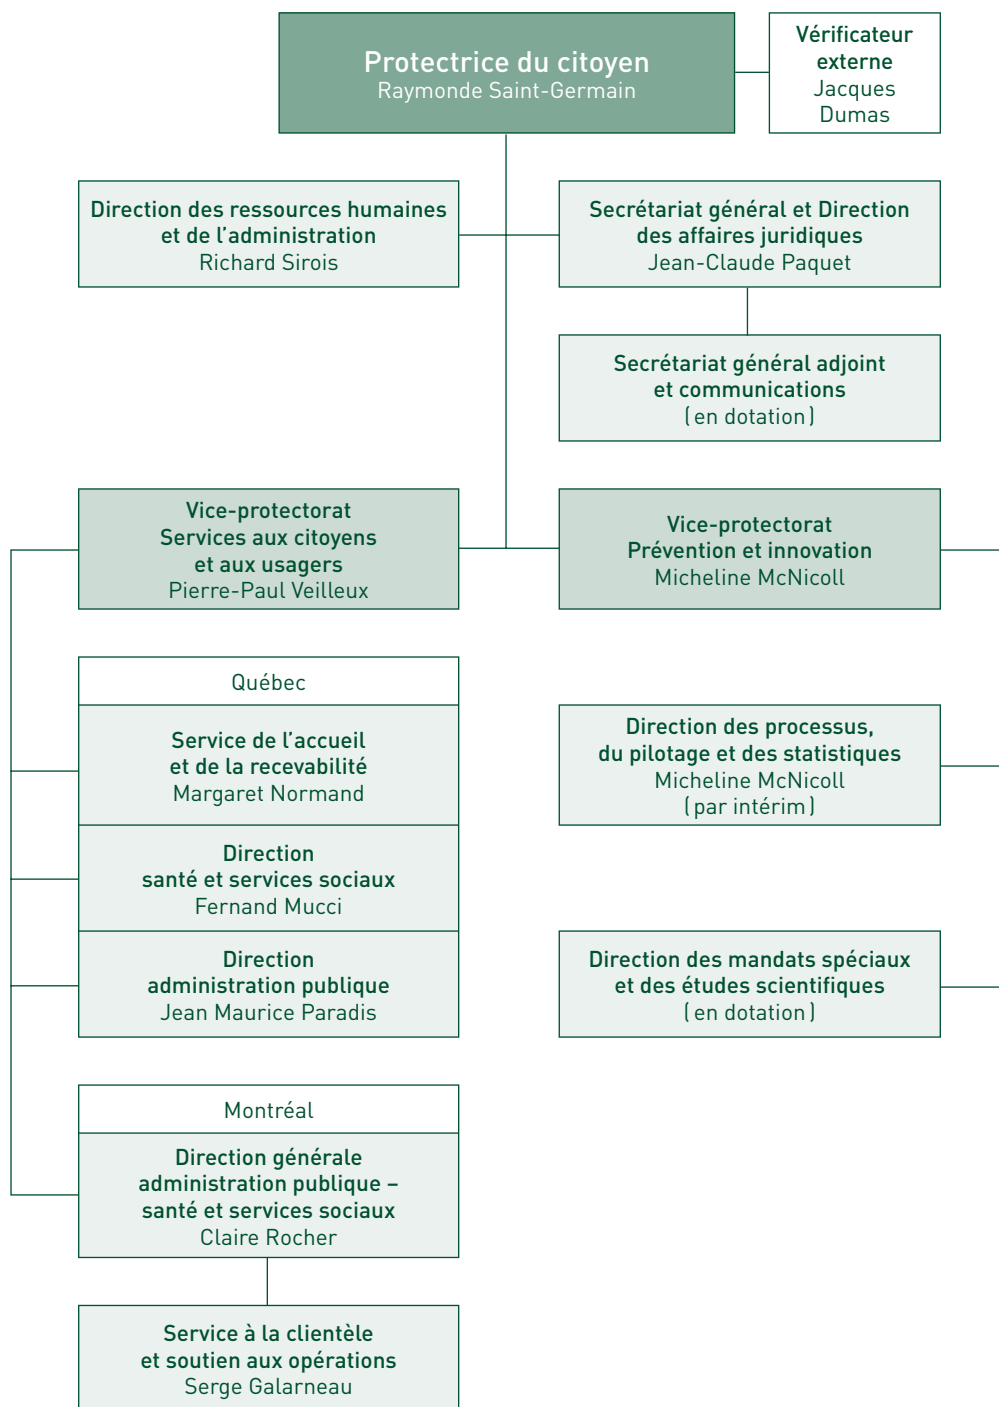 Protectrice du citoyen
Raymonde Saint-Germain
Vérificateur
externe
Jacques
Dumas
Direction des ressources humaines
et de l’administration
Richard Sirois
Secrétariat général et Direction
des affaires juridiques
Jean-Claude Paquet
Secrétariat général adjoint
et communications
(en dotation)
Vice-protectorat
Services aux citoyens
et aux usagers
Pierre-Paul Veilleux
Vice-protectorat
Prévention et innovation
Micheline McNicoll
Québec
Service de l’accueil
et de la recevabilité
Margaret Normand
Direction
santé et services sociaux
Fernand Mucci
Direction
administration publique
Jean Maurice Paradis
Direction des processus,
du pilotage et des statistiques
Micheline McNicoll
(par intérim)
Direction des mandats spéciaux
et des études scientifiques
(en dotation)
Montréal
Direction générale
administration publique –
santé et services sociaux
Claire Rocher
Service à la clientèle
et soutien aux opérations
Serge Galarneau